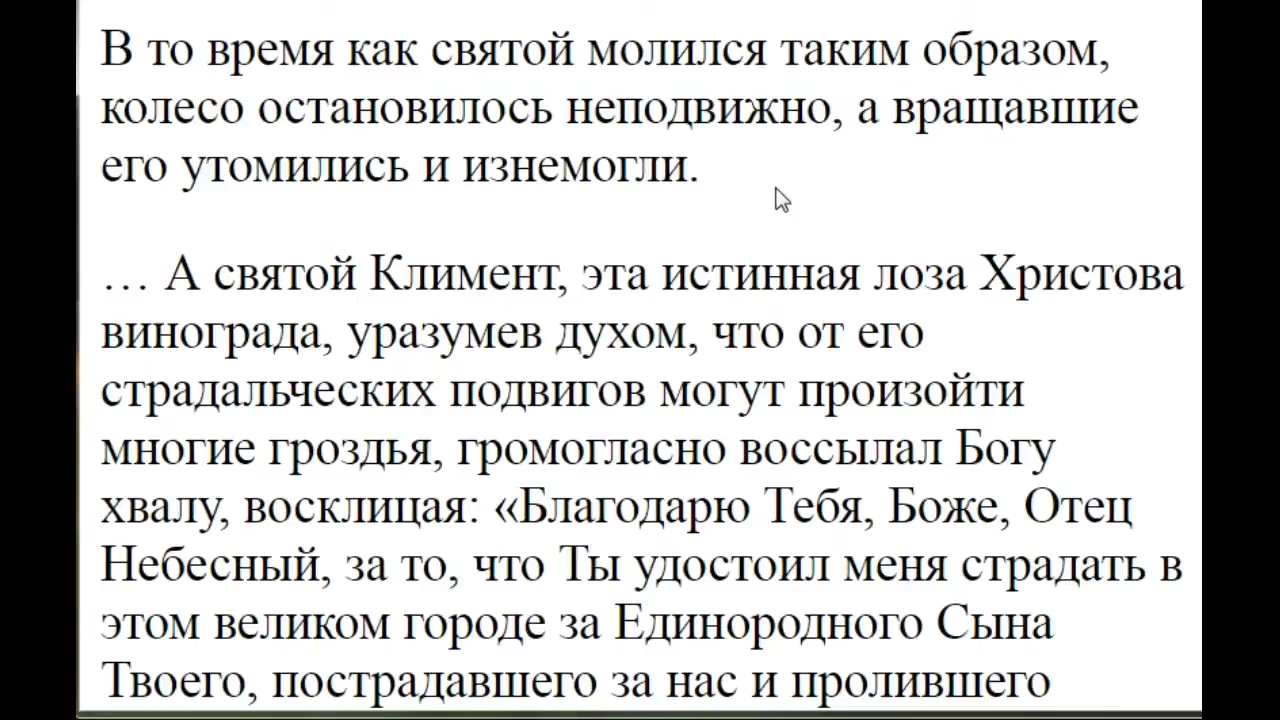 В то время как святой молился таким образом,
колесо остановилось неподвижно, а вращавшие
его утомились и изнемогли.
… А святой Климент, эта истинная лоза Христова
винограда, уразумев духом, что от его
страдальческих подвигов могут произойти
многие гроздья, громогласно воссылал Богу
хвалу, восклицая: «Благодарю Тебя, Боже, Отец
Небесный, за то, что Ты удостоил меня страдать в
этом великом городе за Единородного Сына
Твоего, пострадавшего за нас и пролившего